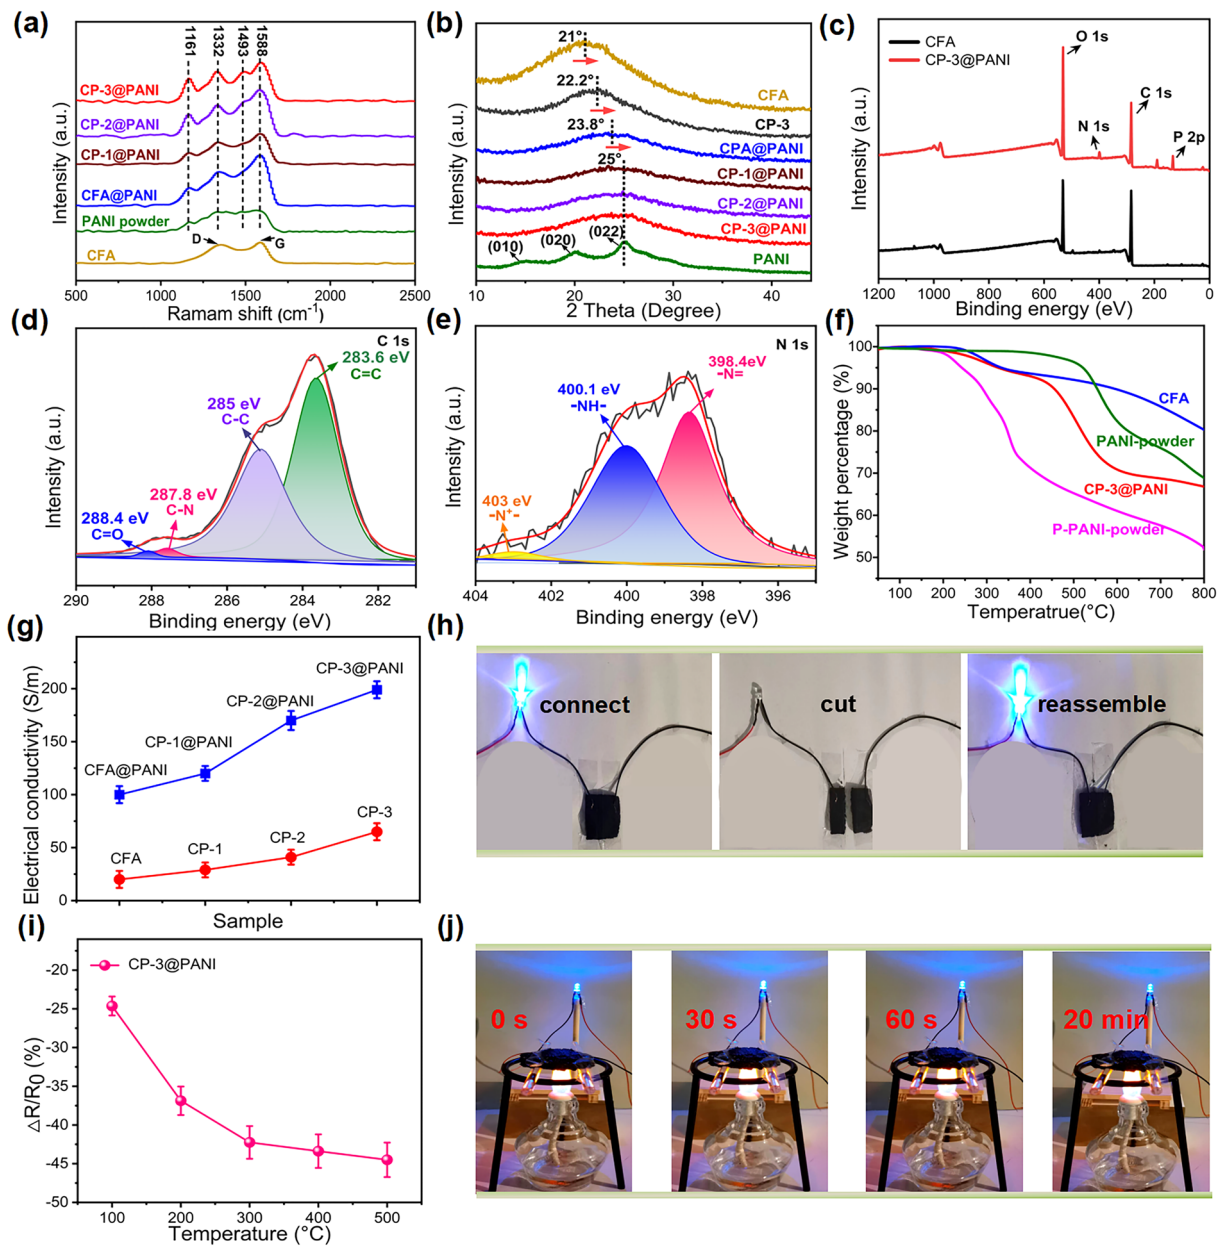 (a)
1161
1332
1493
1588
CP-3@PANI
CP-2@PANI
CP-1@PANI
CFA@PANI
PANI powder
D
G
CFA
Intensity (a.u.)
500 1000 1500 2000 2500
Ramam shift (cm-1)
(b)
21°
CFA
22.2°
CP-3
23.8°
CPA@PANI
25°
CP-1@PANI
CP-2@PANI
CP-3@PANI
(010)
(020)
(022)
PANI
Intensity (a.u.)
10 20 30 40
2 Theta (Degree)
(c)
CFA
CP-3@PANI
O 1s
C 1s
N 1s
P 2p
Intensity (a.u.)
1200 1000 800 600 400 200 0
Binding energy (eV)
(d)
C 1s
283.6 eV
C=C
285 eV
C-C
287.8 eV
C-N
288.4 eV
C=O
Intensity (a.u.)
290 288 286 284 282
Binding energy (eV)
(e)
N 1s
398.4eV
-N=
400.1 eV
-NH-
403 eV
-N+-
Intensity (a.u.)
404 402 400 398 396
Binding energy (eV)
(f)
100
90
80
70
60
50
CFA
PANI-powder
CP-3@PANI
P-PANI-powder
Weight percentage (%)
100 200 300 400 500 600 700 800
Temperatrue(°C)
(g)
200
150
100
50
0
CP-3@PANI
CP-2@PANI
CP-1@PANI
CFA@PANI
CFA
CP-1
CP-2
CP-3
Electrical conductivity (S/m)
Sample
(h)
connect
cut
reassemble
(i)
CP-3@PANI
-20
-25
-30
-35
-40
-45
-50
△R/R0 (%)
100 200 300 400 500
Temperature (°C)
(j)
0 s
30 s
60 s
20 min